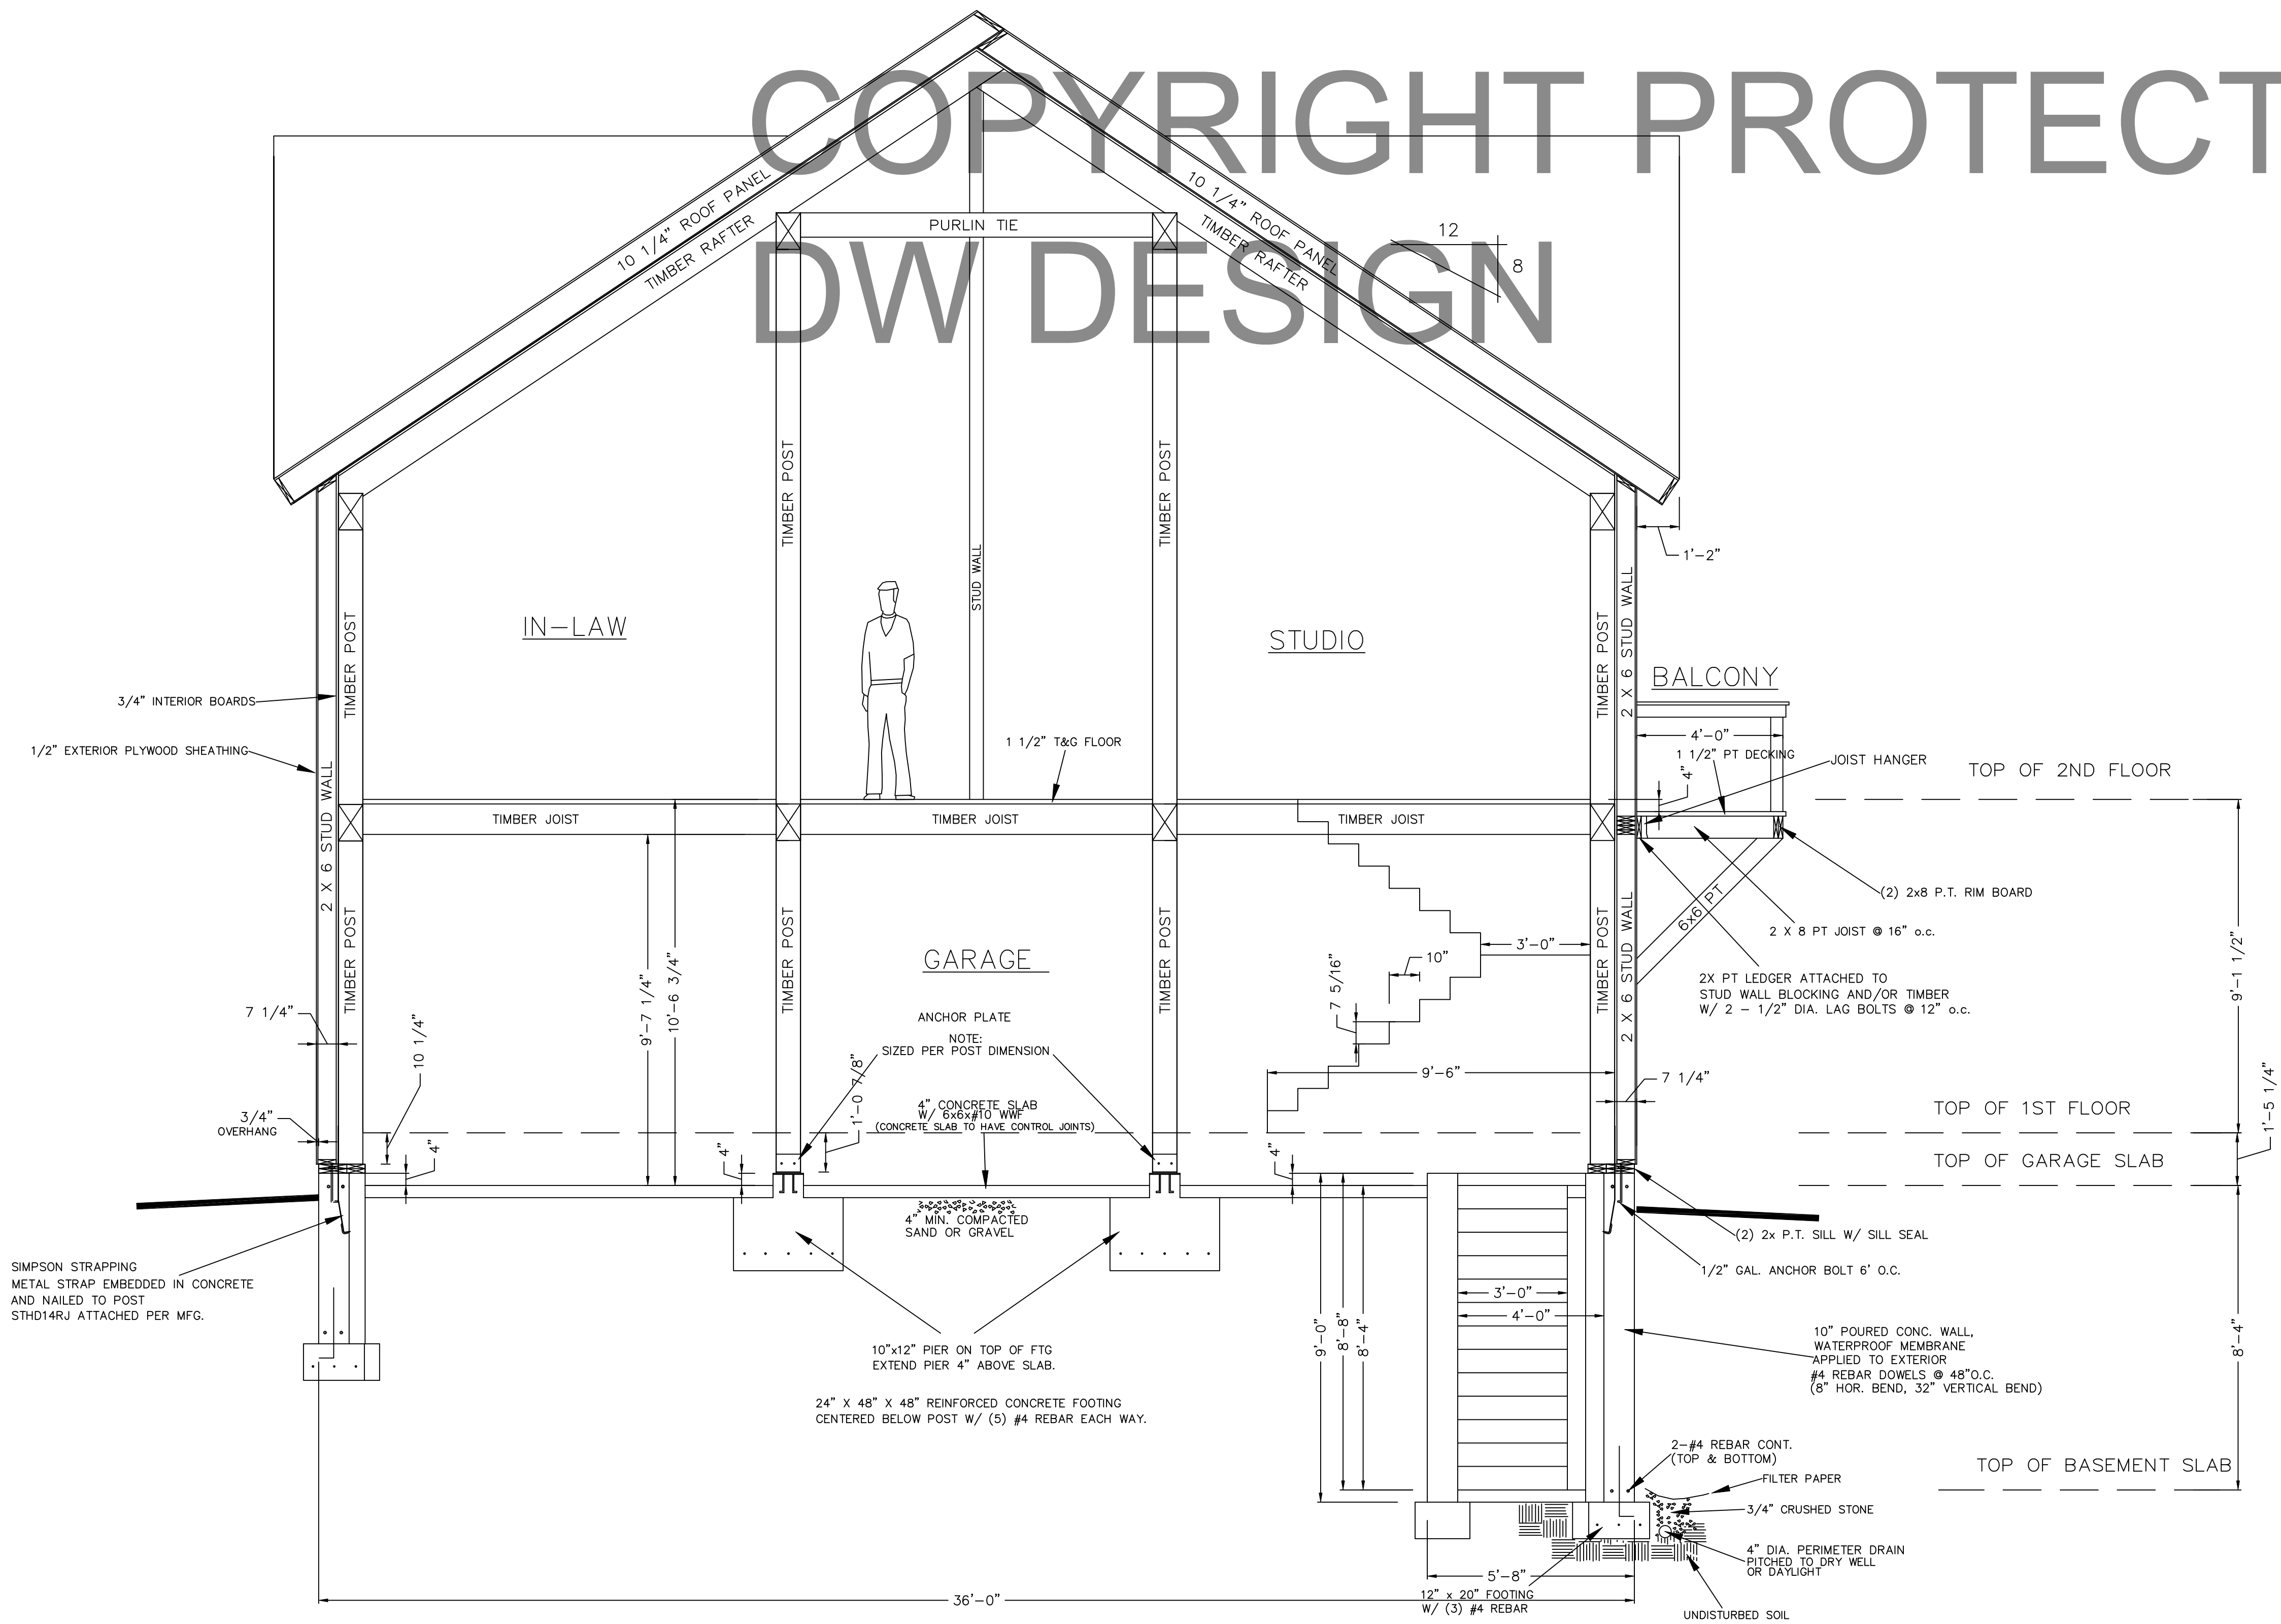 COPYRIGHT PROTECT
DW DESIGN
10 1/4" ROOF PANEL
TIMBER RAFTER
10 1/4" ROOF PANEL
TIMBER RAFTER
PURLIN TIE
12
8
TIMBER POST
TIMBER POST
STUD WALL
1'-2"
IN-LAW
STUDIO
TIMBER POST
TIMBER POST
2 X 6 STUD WALL
BALCONY
3/4" INTERIOR BOARDS
1/2" EXTERIOR PLYWOOD SHEATHING
2 X 6 STUD WALL
1 1/2" T&G FLOOR
4'-0"
1 1/2" PT DECKING
4"
JOIST HANGER
TOP OF 2ND FLOOR
TIMBER JOIST
TIMBER JOIST
TIMBER JOIST
(2) 2x8 P.T. RIM BOARD
6x6 PT
2 X 8 PT JOIST @ 16" o.c.
2X PT LEDGER ATTACHED TO
STUD WALL BLOCKING AND/OR TIMBER
W/ 2 - 1/2" DIA. LAG BOLTS @ 12" o.c.
9'-1 1/2"
TIMBER POST
TIMBER POST
TIMBER POST
TIMBER POST
2 X 6 STUD WALL
GARAGE
3'-0"
10"
7 5/16"
9'-6"
9'-7 1/4"
10'-6 3/4"
7 1/4"
10 1/4"
3/4"
OVERHANG
4"
ANCHOR PLATE
NOTE:
SIZED PER POST DIMENSION
1'-0 7/8"
4" CONCRETE SLAB
W/ 6x6x#10 WWF
(CONCRETE SLAB TO HAVE CONTROL JOINTS)
4"
4"
7 1/4"
TOP OF 1ST FLOOR
1'-5 1/4"
TOP OF GARAGE SLAB
4" MIN. COMPACTED
SAND OR GRAVEL
(2) 2x P.T. SILL W/ SILL SEAL
1/2" GAL. ANCHOR BOLT 6' O.C.
SIMPSON STRAPPING
METAL STRAP EMBEDDED IN CONCRETE
AND NAILED TO POST
STHD14RJ ATTACHED PER MFG.
10"x12" PIER ON TOP OF FTG
EXTEND PIER 4" ABOVE SLAB.
24" X 48" X 48" REINFORCED CONCRETE FOOTING
CENTERED BELOW POST W/ (5) #4 REBAR EACH WAY.
9'-0"
8'-8"
8'-4"
3'-0"
4'-0"
10" POURED CONC. WALL,
WATERPROOF MEMBRANE
APPLIED TO EXTERIOR
#4 REBAR DOWELS @ 48"O.C.
(8" HOR. BEND, 32" VERTICAL BEND)
8'-4"
2-#4 REBAR CONT.
(TOP & BOTTOM)
FILTER PAPER
TOP OF BASEMENT SLAB
3/4" CRUSHED STONE
4" DIA. PERIMETER DRAIN
PITCHED TO DRY WELL
OR DAYLIGHT
5'-8"
12" x 20" FOOTING
W/ (3) #4 REBAR
36'-0"
UNDISTURBED SOIL